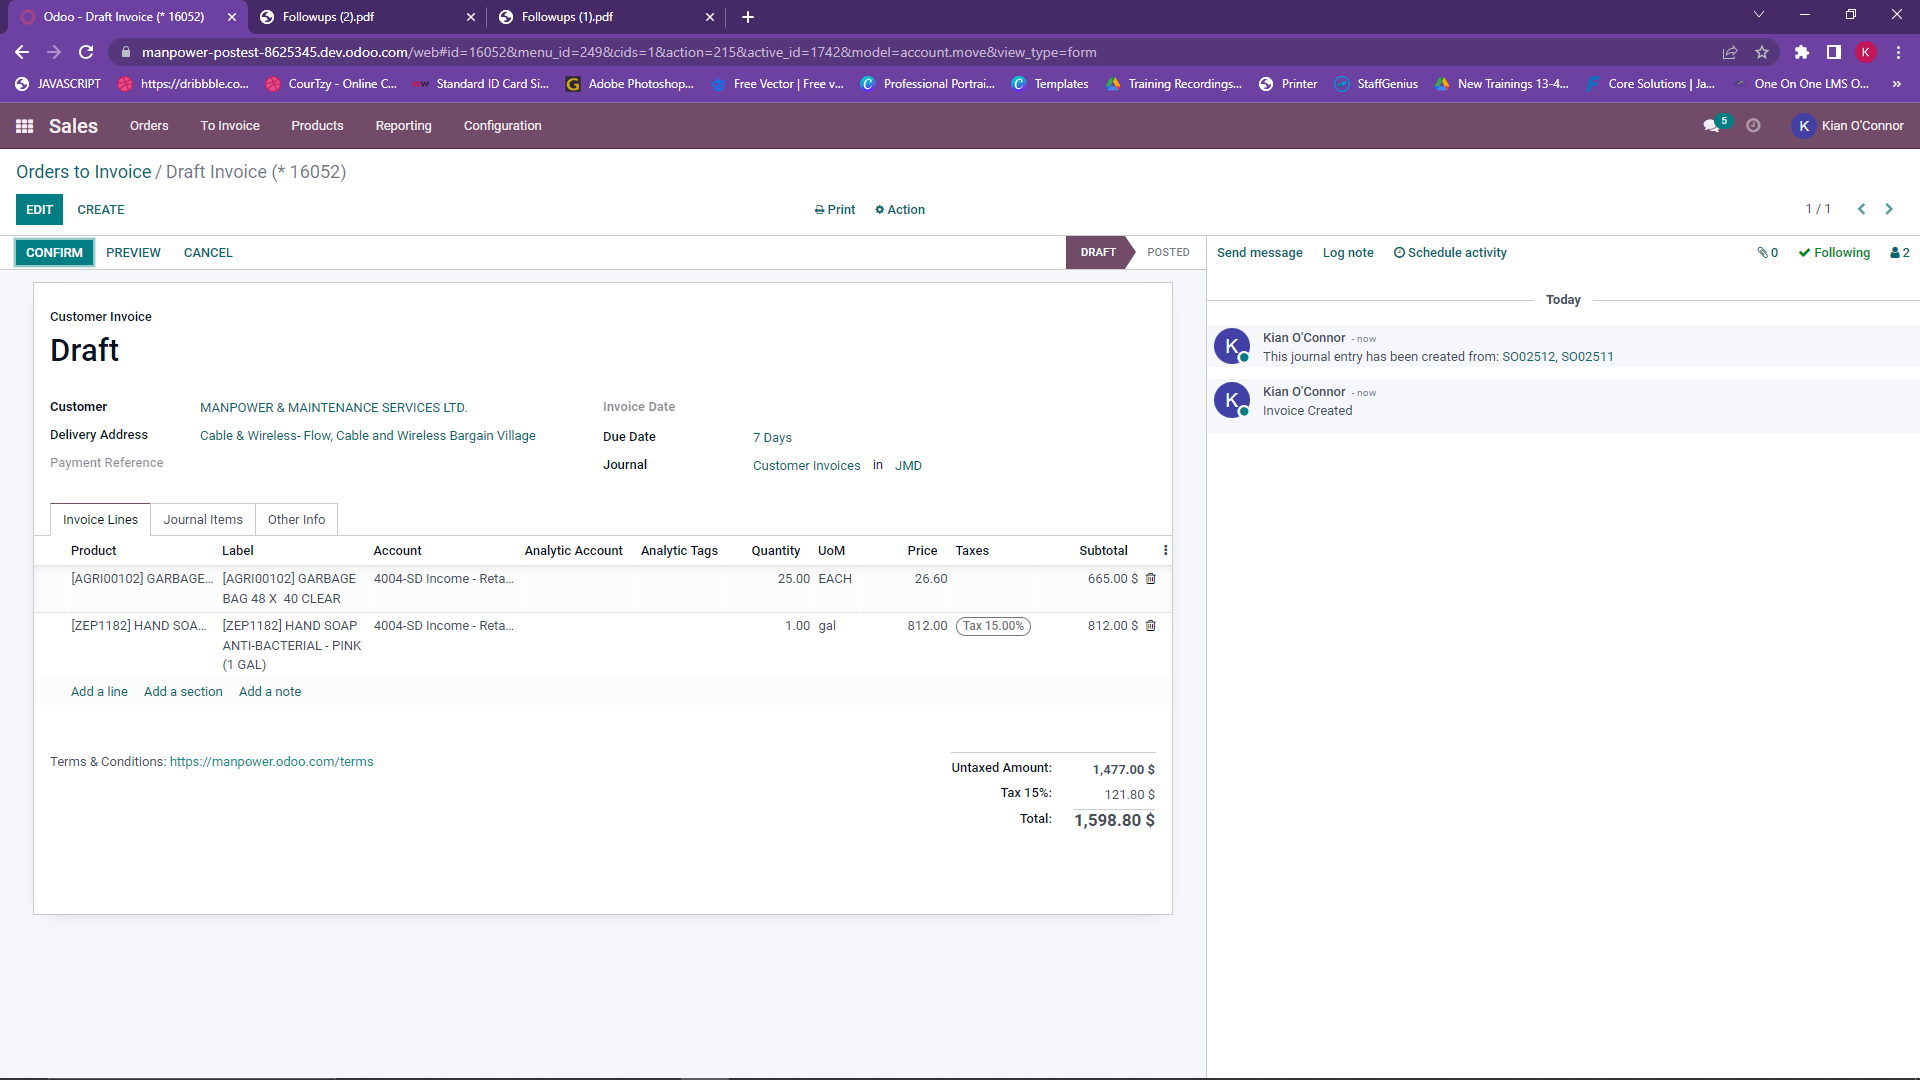 Odoo - Draft Invoice (* 16052)
Followups (2).pdf
Followups (1).pdf
manpower-postest-8625345.dev.odoo.com/web#id=16052&menu_id=249&cids=1&action=215&active_id=1742&model=account.move&view_type=form
K
JAVASCRIPT
https://dribbble.co...
CourTzy - Online C...
Standard ID Card Si...
Adobe Photoshop...
Free Vector | Free v...
Professional Portrai...
Templates
Training Recordings...
Printer
StaffGenius
New Trainings 13-4...
Core Solutions | Ja...
One On One LMS O...
»
Sales
Orders
To Invoice
Products
Reporting
Configuration
5
K
Kian O'Connor
Orders to Invoice / Draft Invoice (* 16052)
EDIT
CREATE
Print
Action
1 / 1
CONFIRM
PREVIEW
CANCEL
DRAFT
POSTED
Send message
Log note
Schedule activity
0
Following
2
Customer Invoice
Draft
Customer
MANPOWER & MAINTENANCE SERVICES LTD.
Delivery Address
Cable & Wireless- Flow, Cable and Wireless Bargain Village
Payment Reference
Invoice Date
Due Date
7 Days
Journal
Customer Invoices in JMD
Invoice Lines
Journal Items
Other Info
Product Label Account Analytic Account Analytic Tags Quantity UoM Price Taxes Subtotal
[AGRI00102] GARBAGE... [AGRI00102] GARBAGE 4004-SD Income - Reta... 25.00 EACH 26.60 665.00 $
BAG 48 X 40 CLEAR
[ZEP1182] HAND SOA... [ZEP1182] HAND SOAP 4004-SD Income - Reta... 1.00 gal 812.00 Tax 15.00% 812.00 $
ANTI-BACTERIAL - PINK
(1 GAL)
Add a line
Add a section
Add a note
Terms & Conditions: https://manpower.odoo.com/terms
Untaxed Amount: 1,477.00 $
Tax 15%: 121.80 $
Total: 1,598.80 $
Today
K
Kian O'Connor - now
This journal entry has been created from: SO02512, SO02511
K
Kian O'Connor - now
Invoice Created